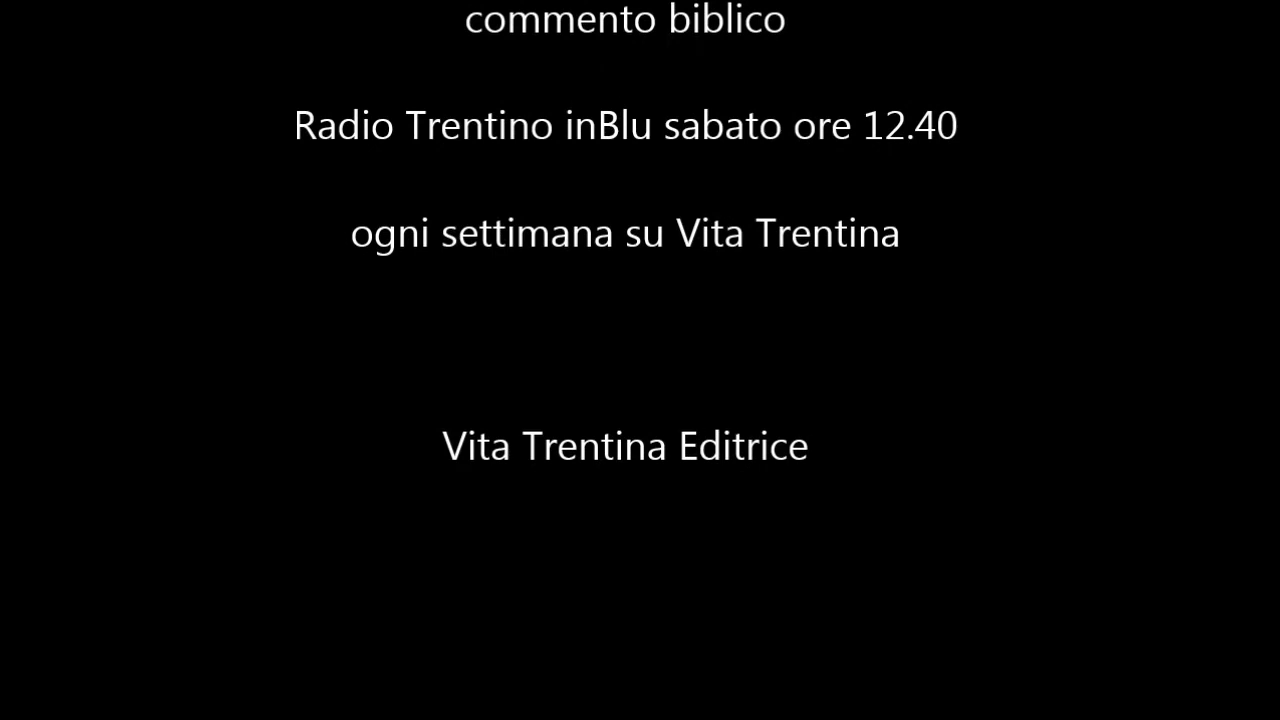 commento biblico
Radio Trentino inBlu sabato ore 12.40
ogni settimana su Vita Trentina
Vita Trentina Editrice